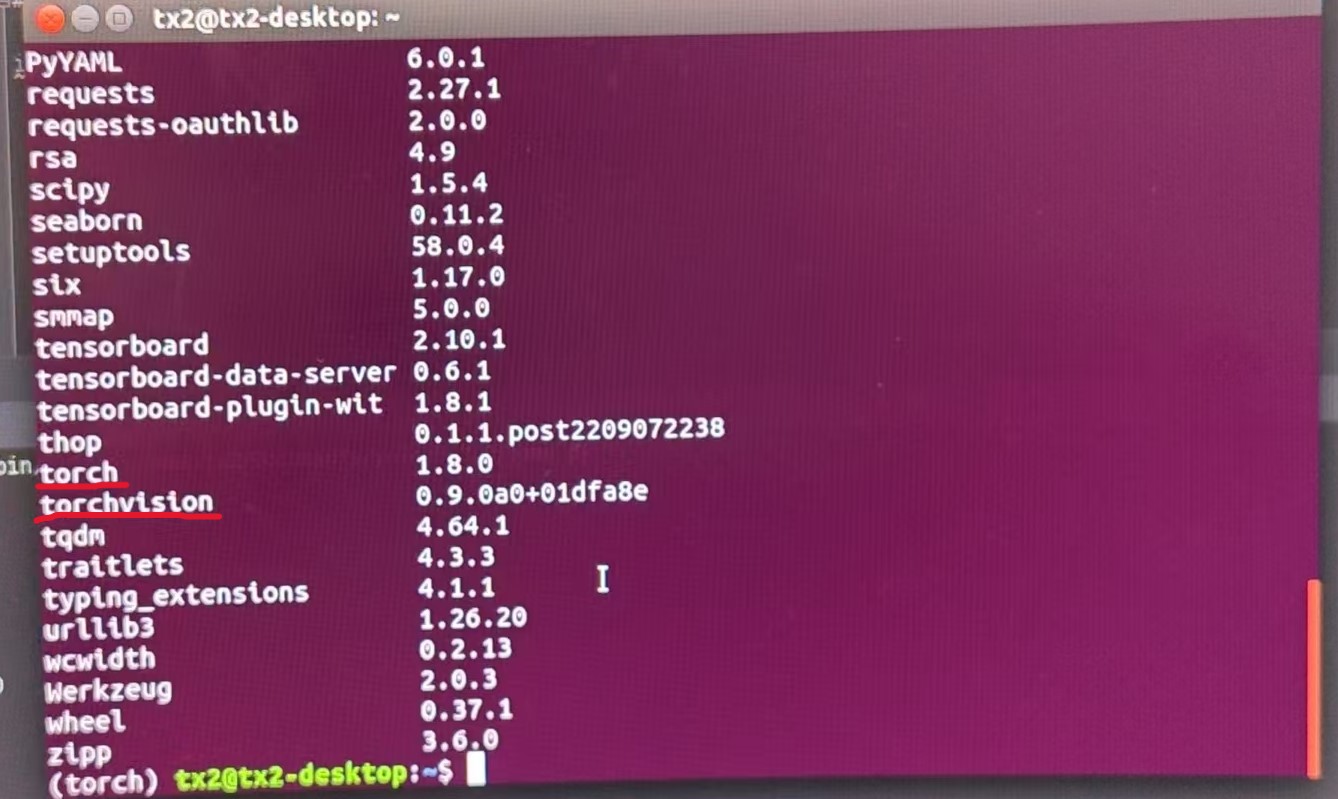 tx2@tx2-desktop: ~
PyYAML 6.0.1
requests 2.27.1
requests-oauthlib 2.0.0
rsa 4.9
scipy 1.5.4
seaborn 0.11.2
setuptools 58.0.4
six 1.17.0
smmap 5.0.0
tensorboard 2.10.1
tensorboard-data-server 0.6.1
tensorboard-plugin-wit 1.8.1
thop 0.1.1.post2209072238
torch 1.8.0
torchvision 0.9.0a0+01dfa8e
tqdm 4.64.1
traitlets 4.3.3
typing_extensions 4.1.1
urllib3 1.26.20
wcwidth 0.2.13
Werkzeug 2.0.3
wheel 0.37.1
zipp 3.6.0
(torch) tx2@tx2-desktop:~$